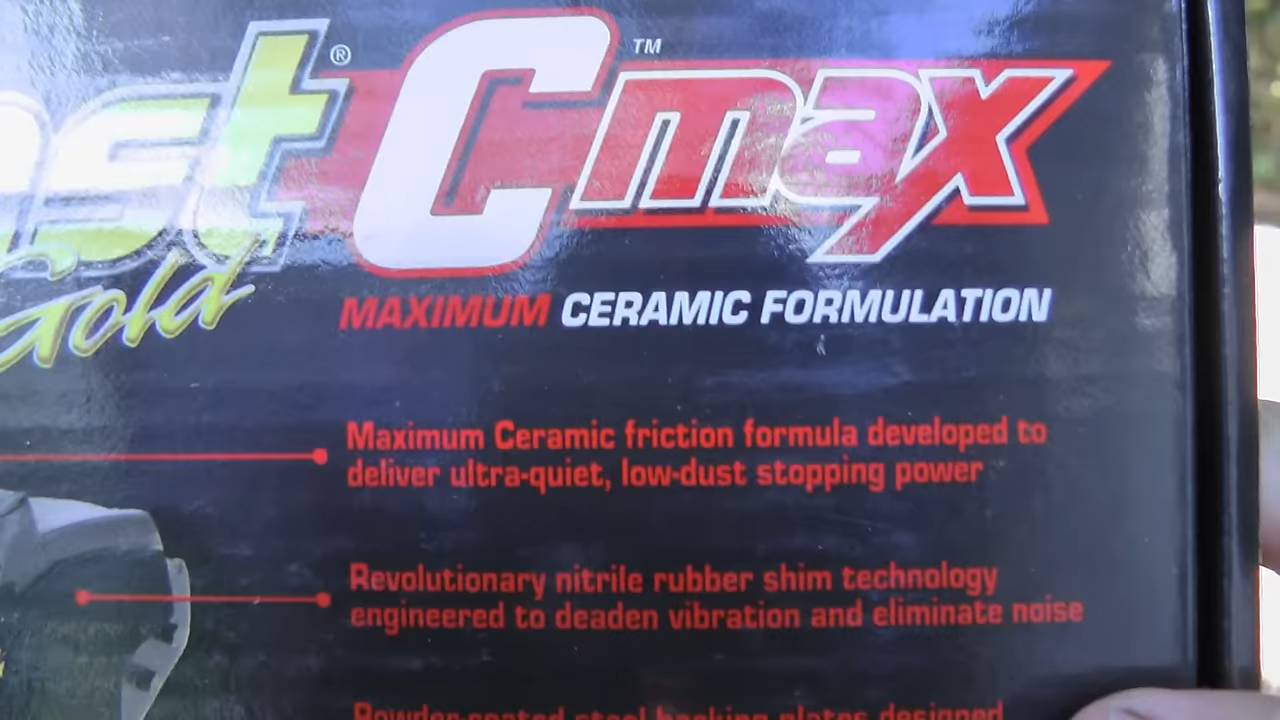 ® Cmax ™
Gold
MAXIMUM CERAMIC FORMULATION
Maximum Ceramic friction formula developed to
deliver ultra-quiet, low-dust stopping power
Revolutionary nitrile rubber shim technology
engineered to deaden vibration and eliminate noise
Powder-coated steel backing plates designed